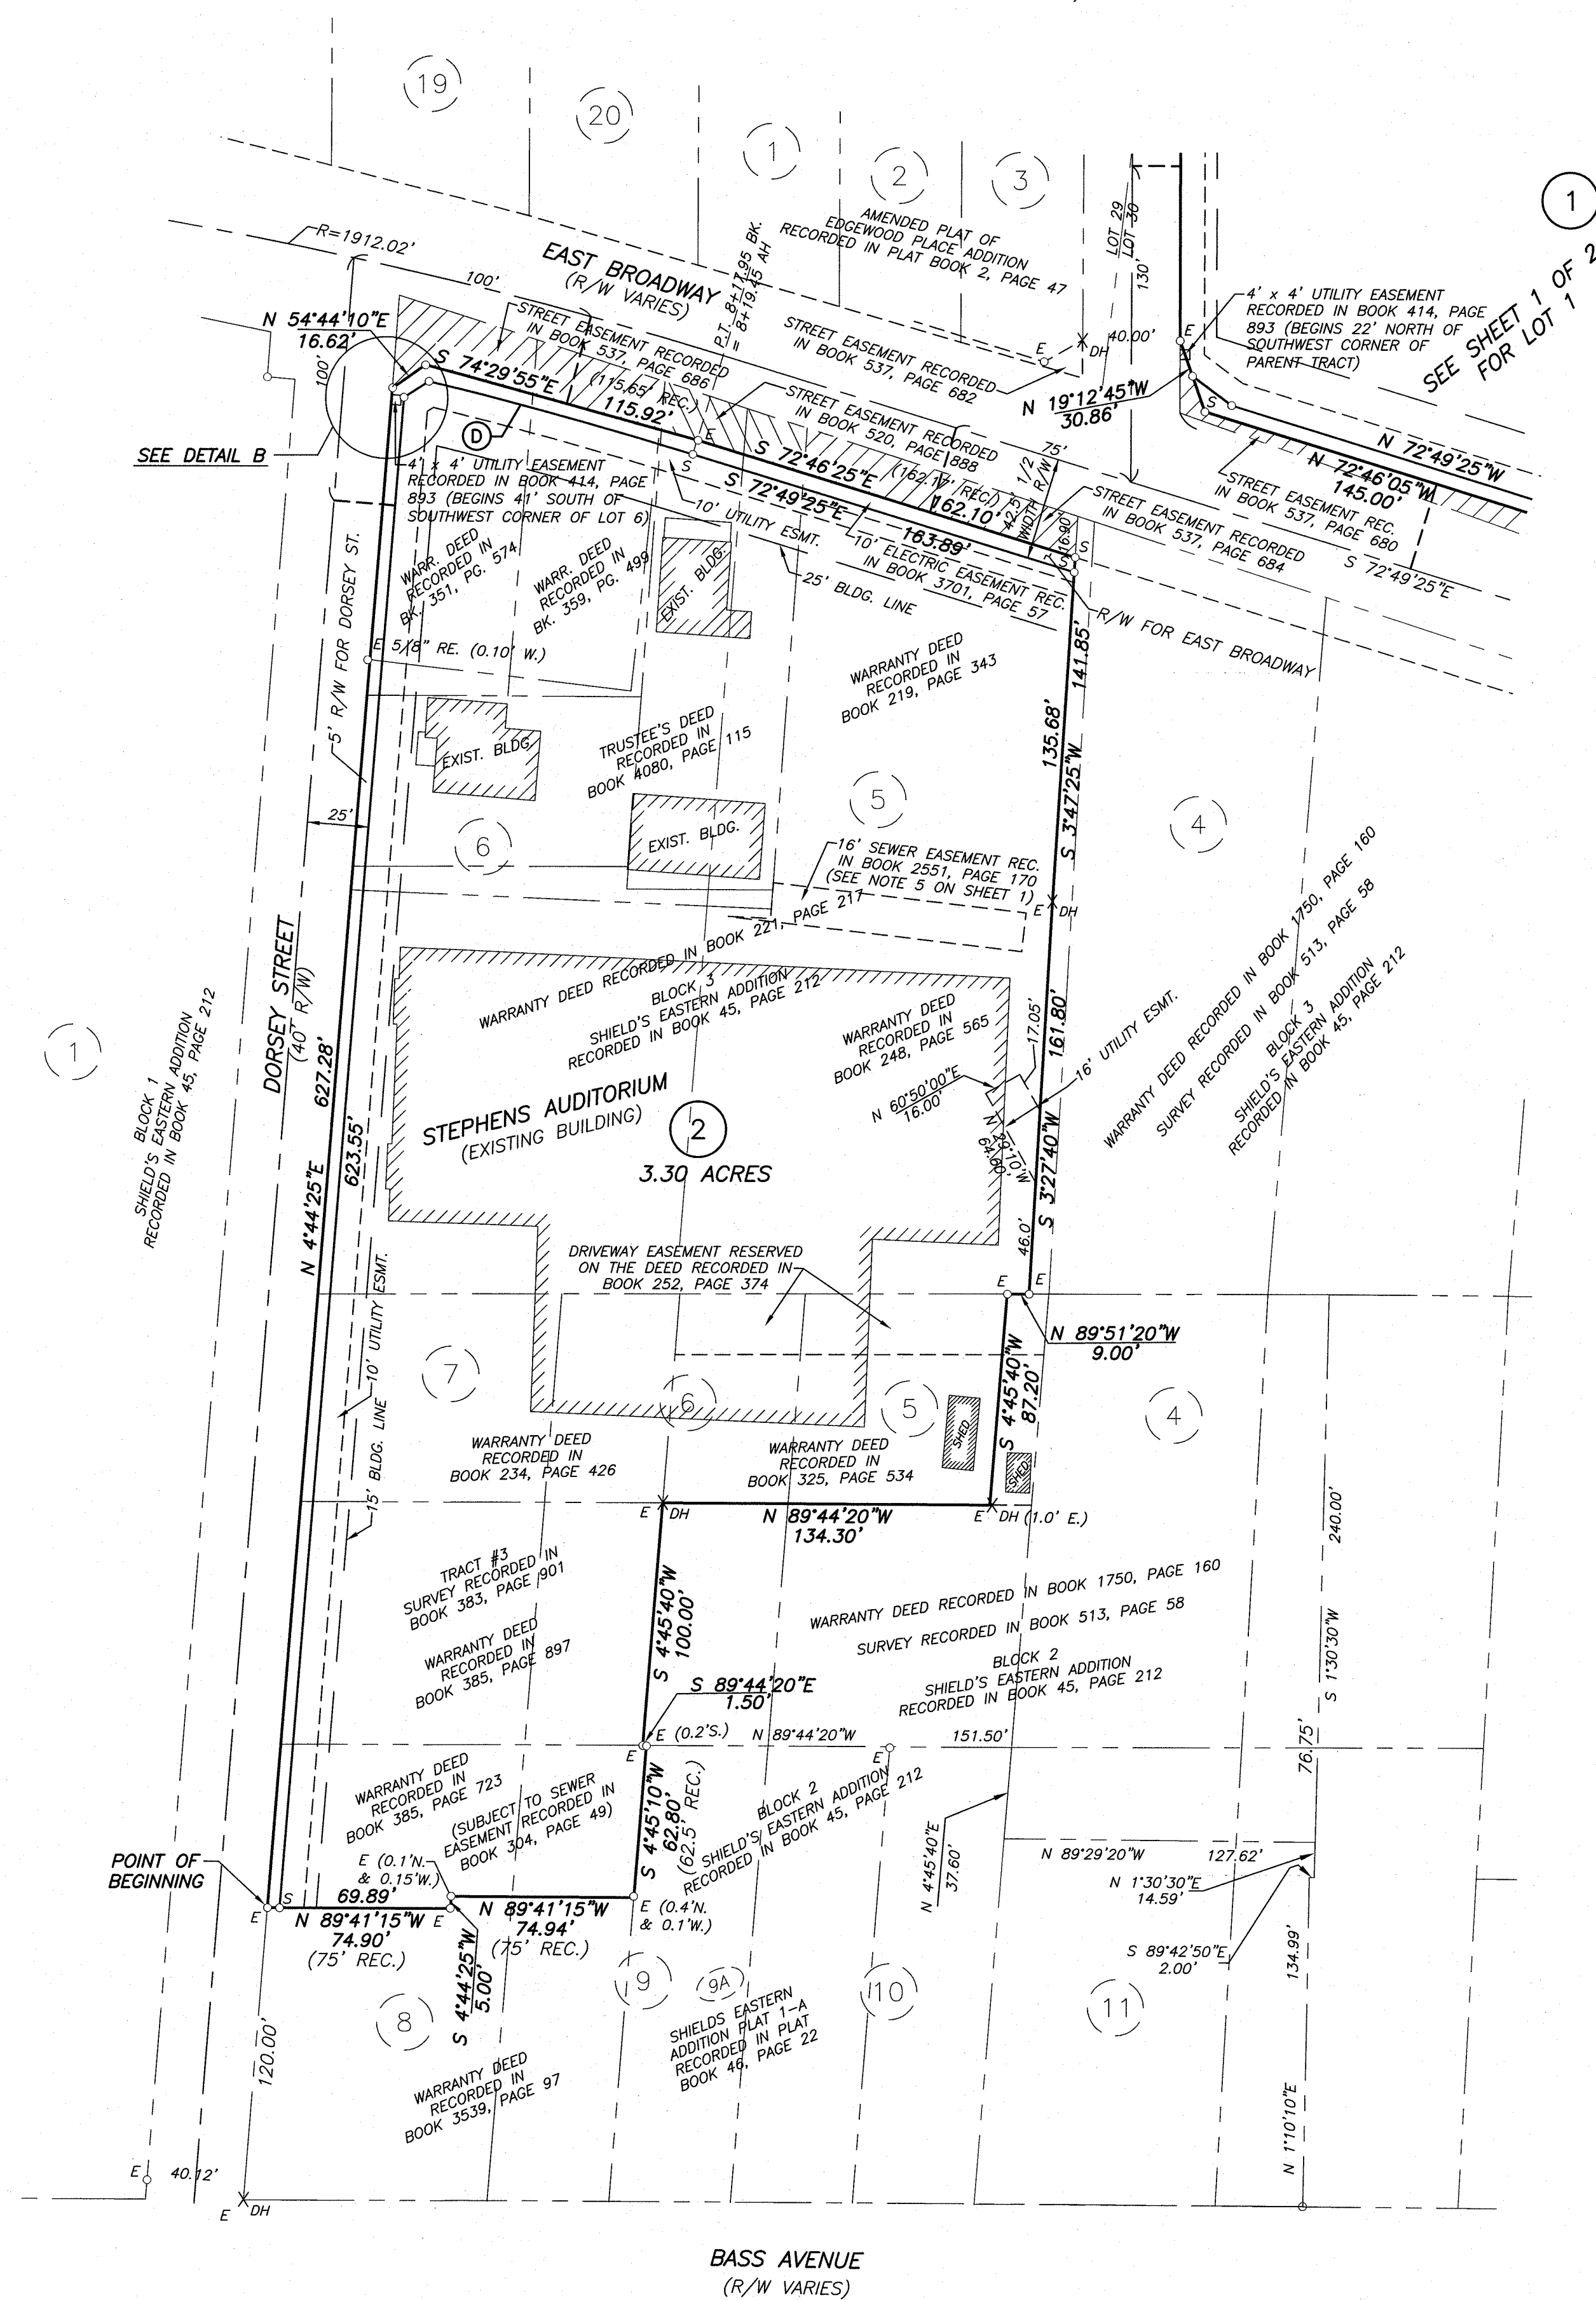 19
20
1
2
3
AMENDED PLAT OF
EDGEWOOD PLACE ADDITION
RECORDED IN PLAT BOOK 2, PAGE 47
LOT 29
LOT 30
130'
1
SEE SHEET 1 OF 2
FOR LOT 1
R=1912.02'
100'
EAST BROADWAY
(R/W VARIES)
P.T. 8+17.95 BK.
= 8+19.45 AH
4' x 4' UTILITY EASEMENT
RECORDED IN BOOK 414, PAGE
893 (BEGINS 22' NORTH OF
SOUTHWEST CORNER OF
PARENT TRACT)
N 54°44'10"E
16.62'
100'
STREET EASEMENT RECORDED
IN BOOK 537, PAGE 686
STREET EASEMENT RECORDED
IN BOOK 537, PAGE 682
E
DH
40.00'
E
N 19°12'45"W
30.86'
S
S 74°29'55"E
(115.65' REC.)
115.92'
STREET EASEMENT RECORDED
IN BOOK 520, PAGE 888
75'
N 72°49'25"W
N 72°46'05"W
145.00'
STREET EASEMENT REC.
IN BOOK 537, PAGE 680
SEE DETAIL B
D
E
S
S 72°46'25"E
(162.17' REC.)
162.10'
S 72°49'25"E
163.89'
42.5' 1/2
WIDTH R/W
16.90'
S
S
STREET EASEMENT RECORDED
IN BOOK 537, PAGE 684
S 72°49'25"E
4' x 4' UTILITY EASEMENT
RECORDED IN BOOK 414, PAGE
893 (BEGINS 41' SOUTH OF
SOUTHWEST CORNER OF LOT 6)
10' UTILITY ESMT.
10' ELECTRIC EASEMENT REC.
IN BOOK 3701, PAGE 57
25' BLDG. LINE
R/W FOR EAST BROADWAY
WARR. DEED
RECORDED IN
BK. 351, PG. 574
WARR. DEED
RECORDED IN
BK. 359, PG. 499
EXIST. BLDG.
5' R/W FOR DORSEY ST.
E 5/8" RE. (0.10' W.)
WARRANTY DEED
RECORDED IN
BOOK 219, PAGE 343
141.85'
135.68'
S 3°47'25"W
EXIST. BLDG.
TRUSTEE'S DEED
RECORDED IN
BOOK 4080, PAGE 115
25'
6
5
4
EXIST. BLDG.
16' SEWER EASEMENT REC.
IN BOOK 2551, PAGE 170
(SEE NOTE 5 ON SHEET 1)
E
DH
WARRANTY DEED RECORDED IN BOOK 221, PAGE 217
BLOCK 3
SHIELD'S EASTERN ADDITION
RECORDED IN BOOK 45, PAGE 212
WARRANTY DEED
RECORDED IN
BOOK 248, PAGE 565
17.05'
161.80'
16' UTILITY ESMT.
N 60°50'00"E
16.00'
S 3°27'40"W
46.0'
WARRANTY DEED RECORDED IN BOOK 1750, PAGE 160
SURVEY RECORDED IN BOOK 513, PAGE 58
BLOCK 3
SHIELD'S EASTERN ADDITION
RECORDED IN BOOK 45, PAGE 212
1
BLOCK 1
SHIELD'S EASTERN ADDITION
RECORDED IN BOOK 45, PAGE 212
DORSEY STREET
(40' R/W)
627.28'
623.55'
N 4°44'25"E
STEPHENS AUDITORIUM
(EXISTING BUILDING)
2
3.30 ACRES
DRIVEWAY EASEMENT RESERVED
ON THE DEED RECORDED IN
BOOK 252, PAGE 374
10' UTILITY ESMT.
15' BLDG. LINE
E
E
N 89°51'20"W
9.00'
S 4°45'40"W
87.20'
7
6
5
4
SHED
SHED
WARRANTY DEED
RECORDED IN
BOOK 234, PAGE 426
WARRANTY DEED
RECORDED IN
BOOK 325, PAGE 534
E
DH
N 89°44'20"W
134.30'
E
DH (1.0' E.)
240.00'
TRACT #3
SURVEY RECORDED IN
BOOK 383, PAGE 901
WARRANTY DEED
RECORDED IN
BOOK 385, PAGE 897
S 4°45'40"W
100.00'
WARRANTY DEED RECORDED IN BOOK 1750, PAGE 160
SURVEY RECORDED IN BOOK 513, PAGE 58
BLOCK 2
SHIELD'S EASTERN ADDITION
RECORDED IN BOOK 45, PAGE 212
S 1°30'30"W
S 89°44'20"E
1.50'
E (0.2'S.)
N 89°44'20"W
151.50'
E
E
76.75'
WARRANTY DEED
RECORDED IN
BOOK 385, PAGE 723
(SUBJECT TO SEWER
EASEMENT RECORDED IN
BOOK 304, PAGE 49)
S 4°45'10"W
62.80'
(62.5' REC.)
BLOCK 2
SHIELD'S EASTERN ADDITION
RECORDED IN BOOK 45, PAGE 212
N 4°45'40"E
37.60'
N 89°29'20"W
127.62'
N 1°30'30"E
14.59'
S 89°42'50"E
2.00'
134.99'
POINT OF
BEGINNING
E (0.1'N.
& 0.15'W.)
E
S
69.89'
N 89°41'15"W
74.90'
(75' REC.)
E
N 89°41'15"W
74.94'
(75' REC.)
E (0.4'N.
& 0.1'W.)
S 4°44'25"W
5.00'
8
9
9A
10
11
SHIELDS EASTERN
ADDITION PLAT 1-A
RECORDED IN PLAT
BOOK 46, PAGE 22
120.00'
WARRANTY DEED
RECORDED IN
BOOK 3539, PAGE 97
N 1°10'10"E
E
40.12'
E
DH
BASS AVENUE
(R/W VARIES)